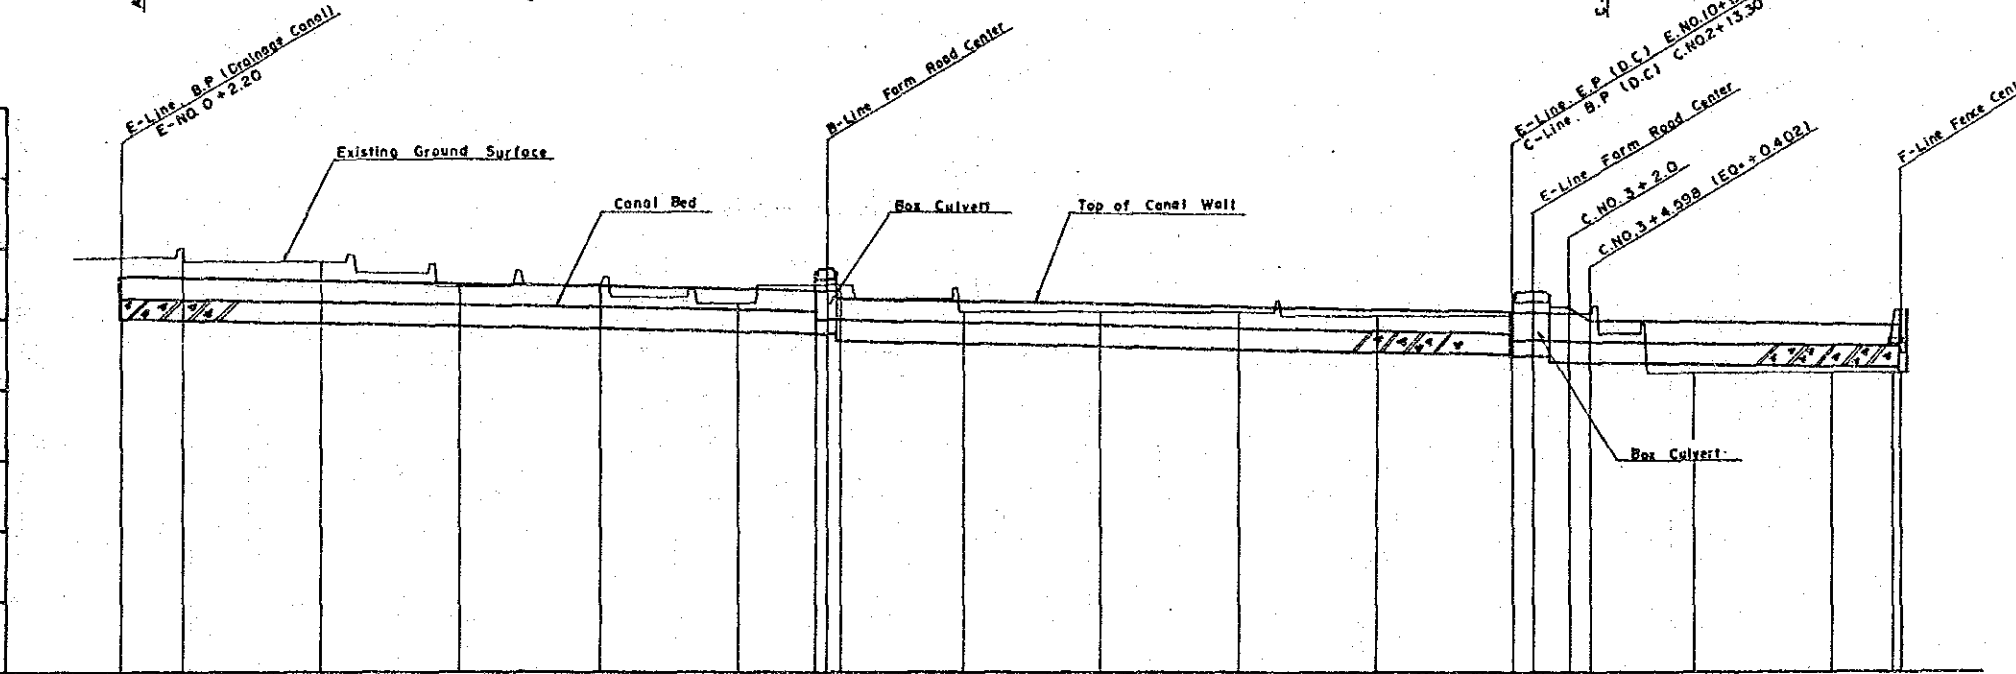 E-Line. B.P (Drainage Canal)
E-NO. 0 + 2.20
Existing Ground Surface
Canal Bed
B-Line Farm Road Center
Box Culvert
Top of Canal Wall
E-Line. E.P (D.C) E.NO.10+
C-Line. B.P (D.C) C.NO.2+13.30
E-Line Farm Road Center
C.NO. 3 + 2.0
C.NO.3 + 4.598 (EQ. + 0.402)
F-Line Fence
Box Culvert